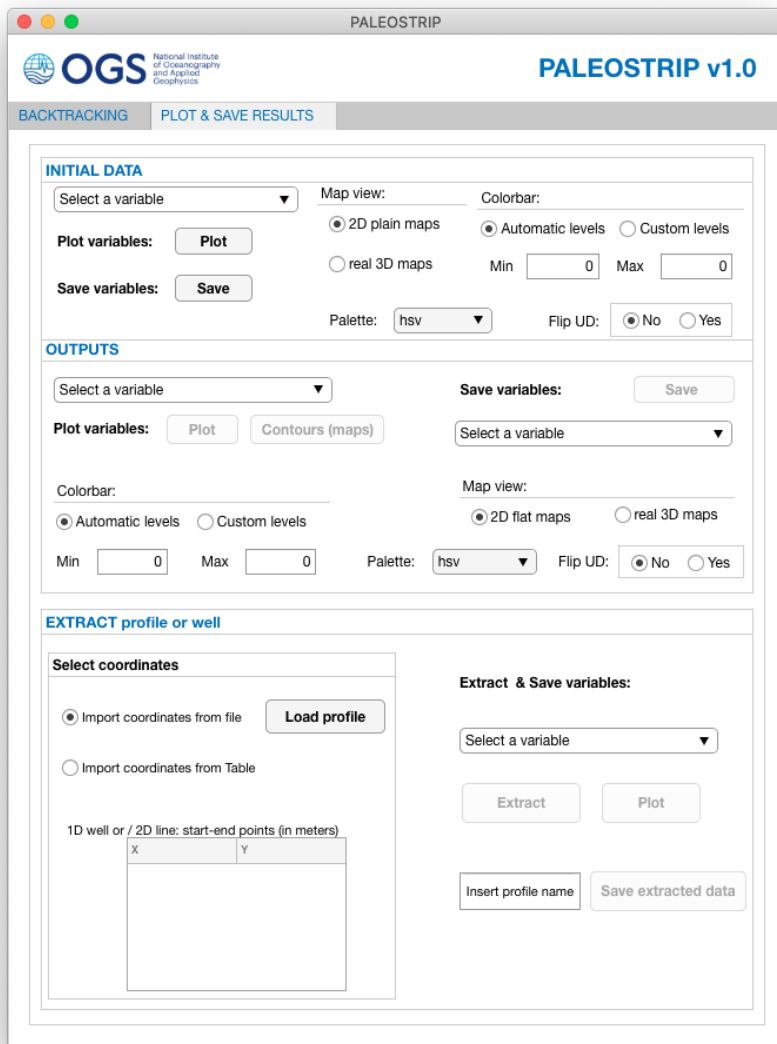 PALEOSTRIP
OGS
National Institute
of Oceanography
and Applied
Geophysics
PALEOSTRIP v1.0
BACKTRACKING
PLOT & SAVE RESULTS
INITIAL DATA
Select a variable
Map view:
Colorbar:
2D plain maps
Automatic levels
Custom levels
Plot variables:
Plot
real 3D maps
Min
0
Max
0
Save variables:
Save
Palette:
hsv
Flip UD:
No
Yes
OUTPUTS
Select a variable
Save variables:
Save
Plot variables:
Plot
Contours (maps)
Select a variable
Colorbar:
Map view:
Automatic levels
Custom levels
2D flat maps
real 3D maps
Min
0
Max
0
Palette:
hsv
Flip UD:
No
Yes
EXTRACT profile or well
Select coordinates
Extract & Save variables:
Import coordinates from file
Load profile
Select a variable
Import coordinates from Table
Extract
Plot
1D well or / 2D line: start-end points (in meters)
X
Y
Insert profile name
Save extracted data